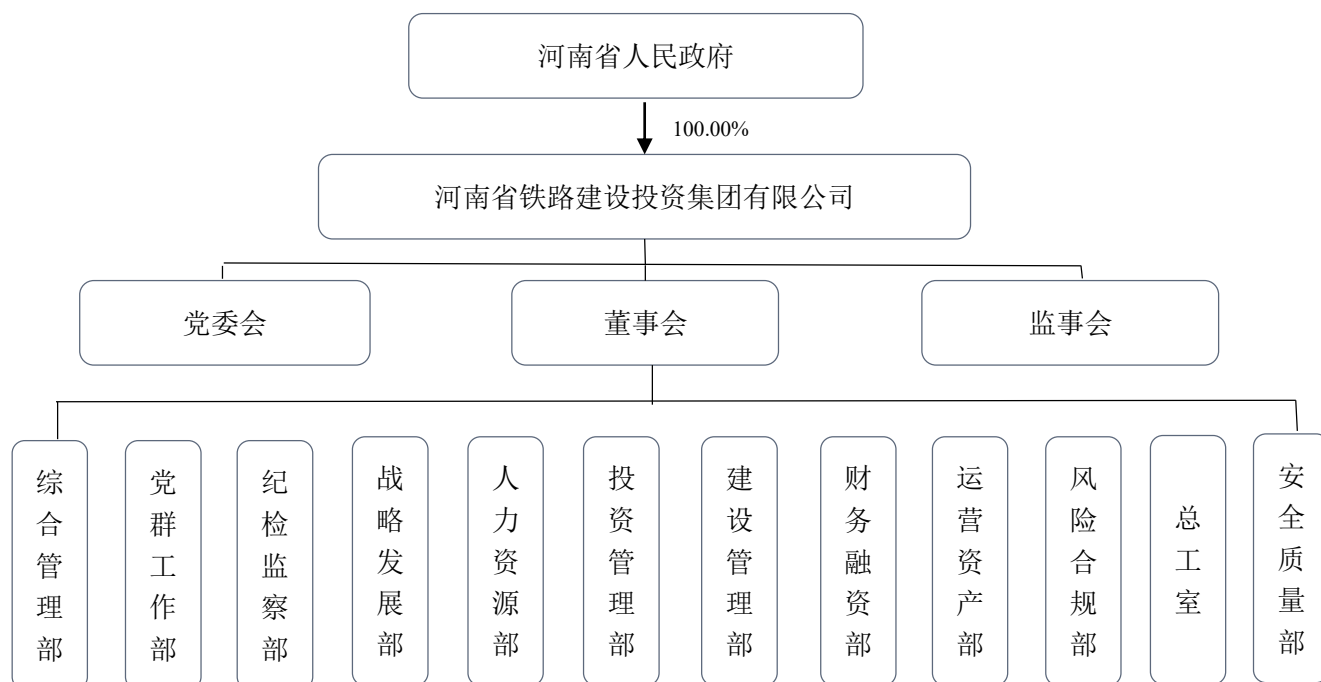 河南省人民政府
100.00%
河南省铁路建设投资集团有限公司
党委会
董事会
监事会
综合管理部
党群工作部
纪检监察部
战略发展部
人力资源部
投资管理部
建设管理部
财务融资部
运营资产部
风险合规部
总工室
安全质量部